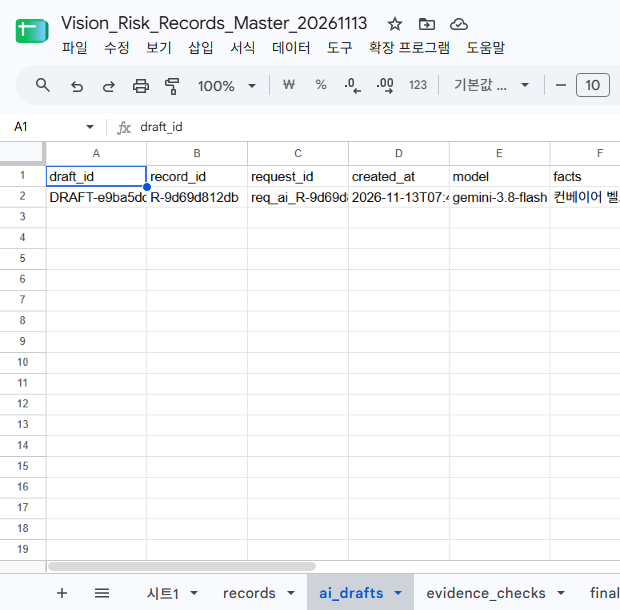 Vision_Risk_Records_Master_20261113
파일 수정 보기 삽입 서식 데이터 도구 확장 프로그램 도움말
100% ₩ % .0 .00 123 기본값 ... 10
A1 fx draft_id
A B C D E F
1 draft_id record_id request_id created_at model facts
2 DRAFT-e9ba5dc R-9d69d812db req_ai_R-9d69d8 2026-11-13T07:4 gemini-3.8-flash 컨베이어 벨
3
4
5
6
7
8
9
10
11
12
13
14
15
16
17
18
19
시트1 records ai_drafts evidence_checks final